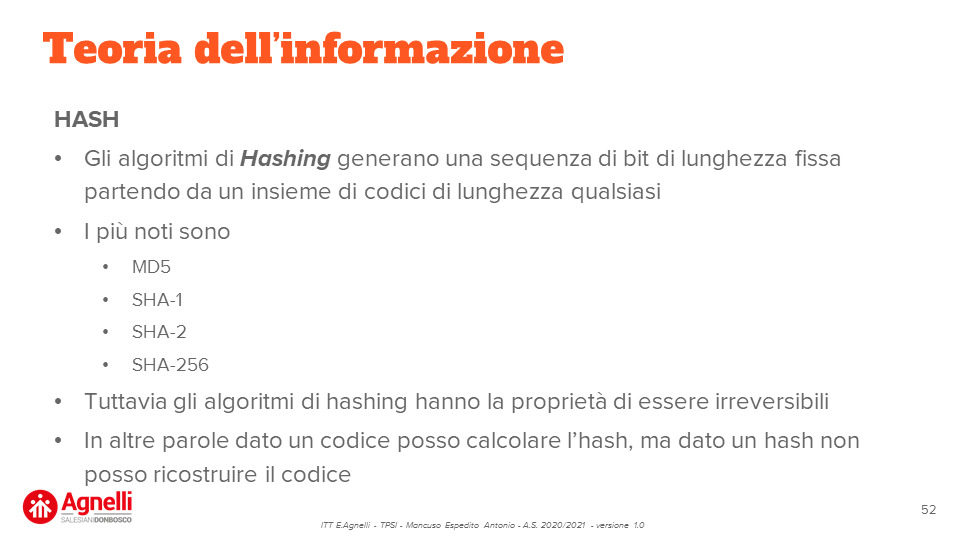 Teoria dell'informazione
HASH
• Gli algoritmi di Hashing generano una sequenza di bit di lunghezza fissa
partendo da un insieme di codici di lunghezza qualsiasi
• I più noti sono
• MD5
• SHA-1
• SHA-2
• SHA-256
• Tuttavia gli algoritmi di hashing hanno la proprietà di essere irreversibili
• In altre parole dato un codice posso calcolare l'hash, ma dato un hash non
posso ricostruire il codice
Agnelli
SALESIANIDONBOSCO
ITT E.Agnelli - TPSI - Mancuso Espedito Antonio - A.S. 2020/2021 - versione 1.0
52